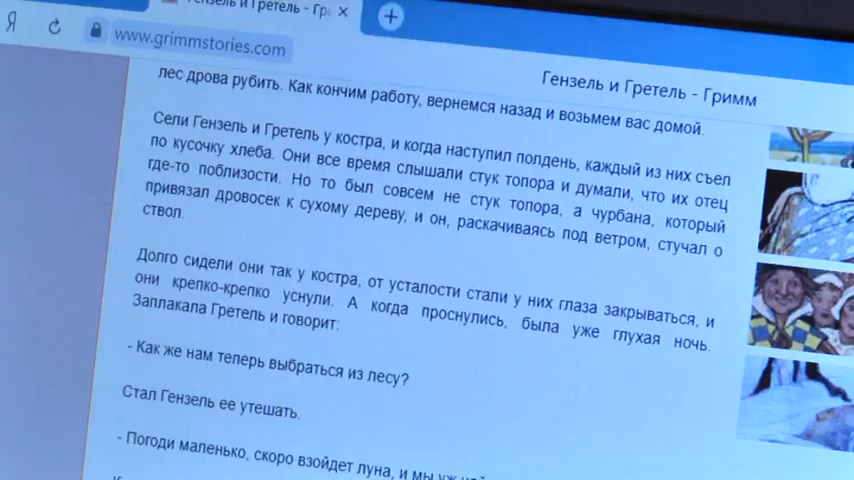 Гензель и Гретель - Гри
Я www.grimmstories.com
Гензель и Гретель - Гримм
лес дрова рубить. Как кончим работу, вернемся назад и возьмем вас домой.
Сели Гензель и Гретель у костра, и когда наступил полдень, каждый из них съел
по кусочку хлеба. Они все время слышали стук топора и думали, что их отец
где-то поблизости. Но то был совсем не стук топора, а чурбана, который
привязал дровосек к сухому дереву, и он, раскачиваясь под ветром, стучал о
ствол.
Долго сидели они так у костра, от усталости стали у них глаза закрываться, и
они крепко-крепко уснули. А когда проснулись, была уже глухая ночь.
Заплакала Гретель и говорит:
- Как же нам теперь выбраться из лесу?
Стал Гензель ее утешать.
- Погоди маленько, скоро взойдет луна, и мы уж